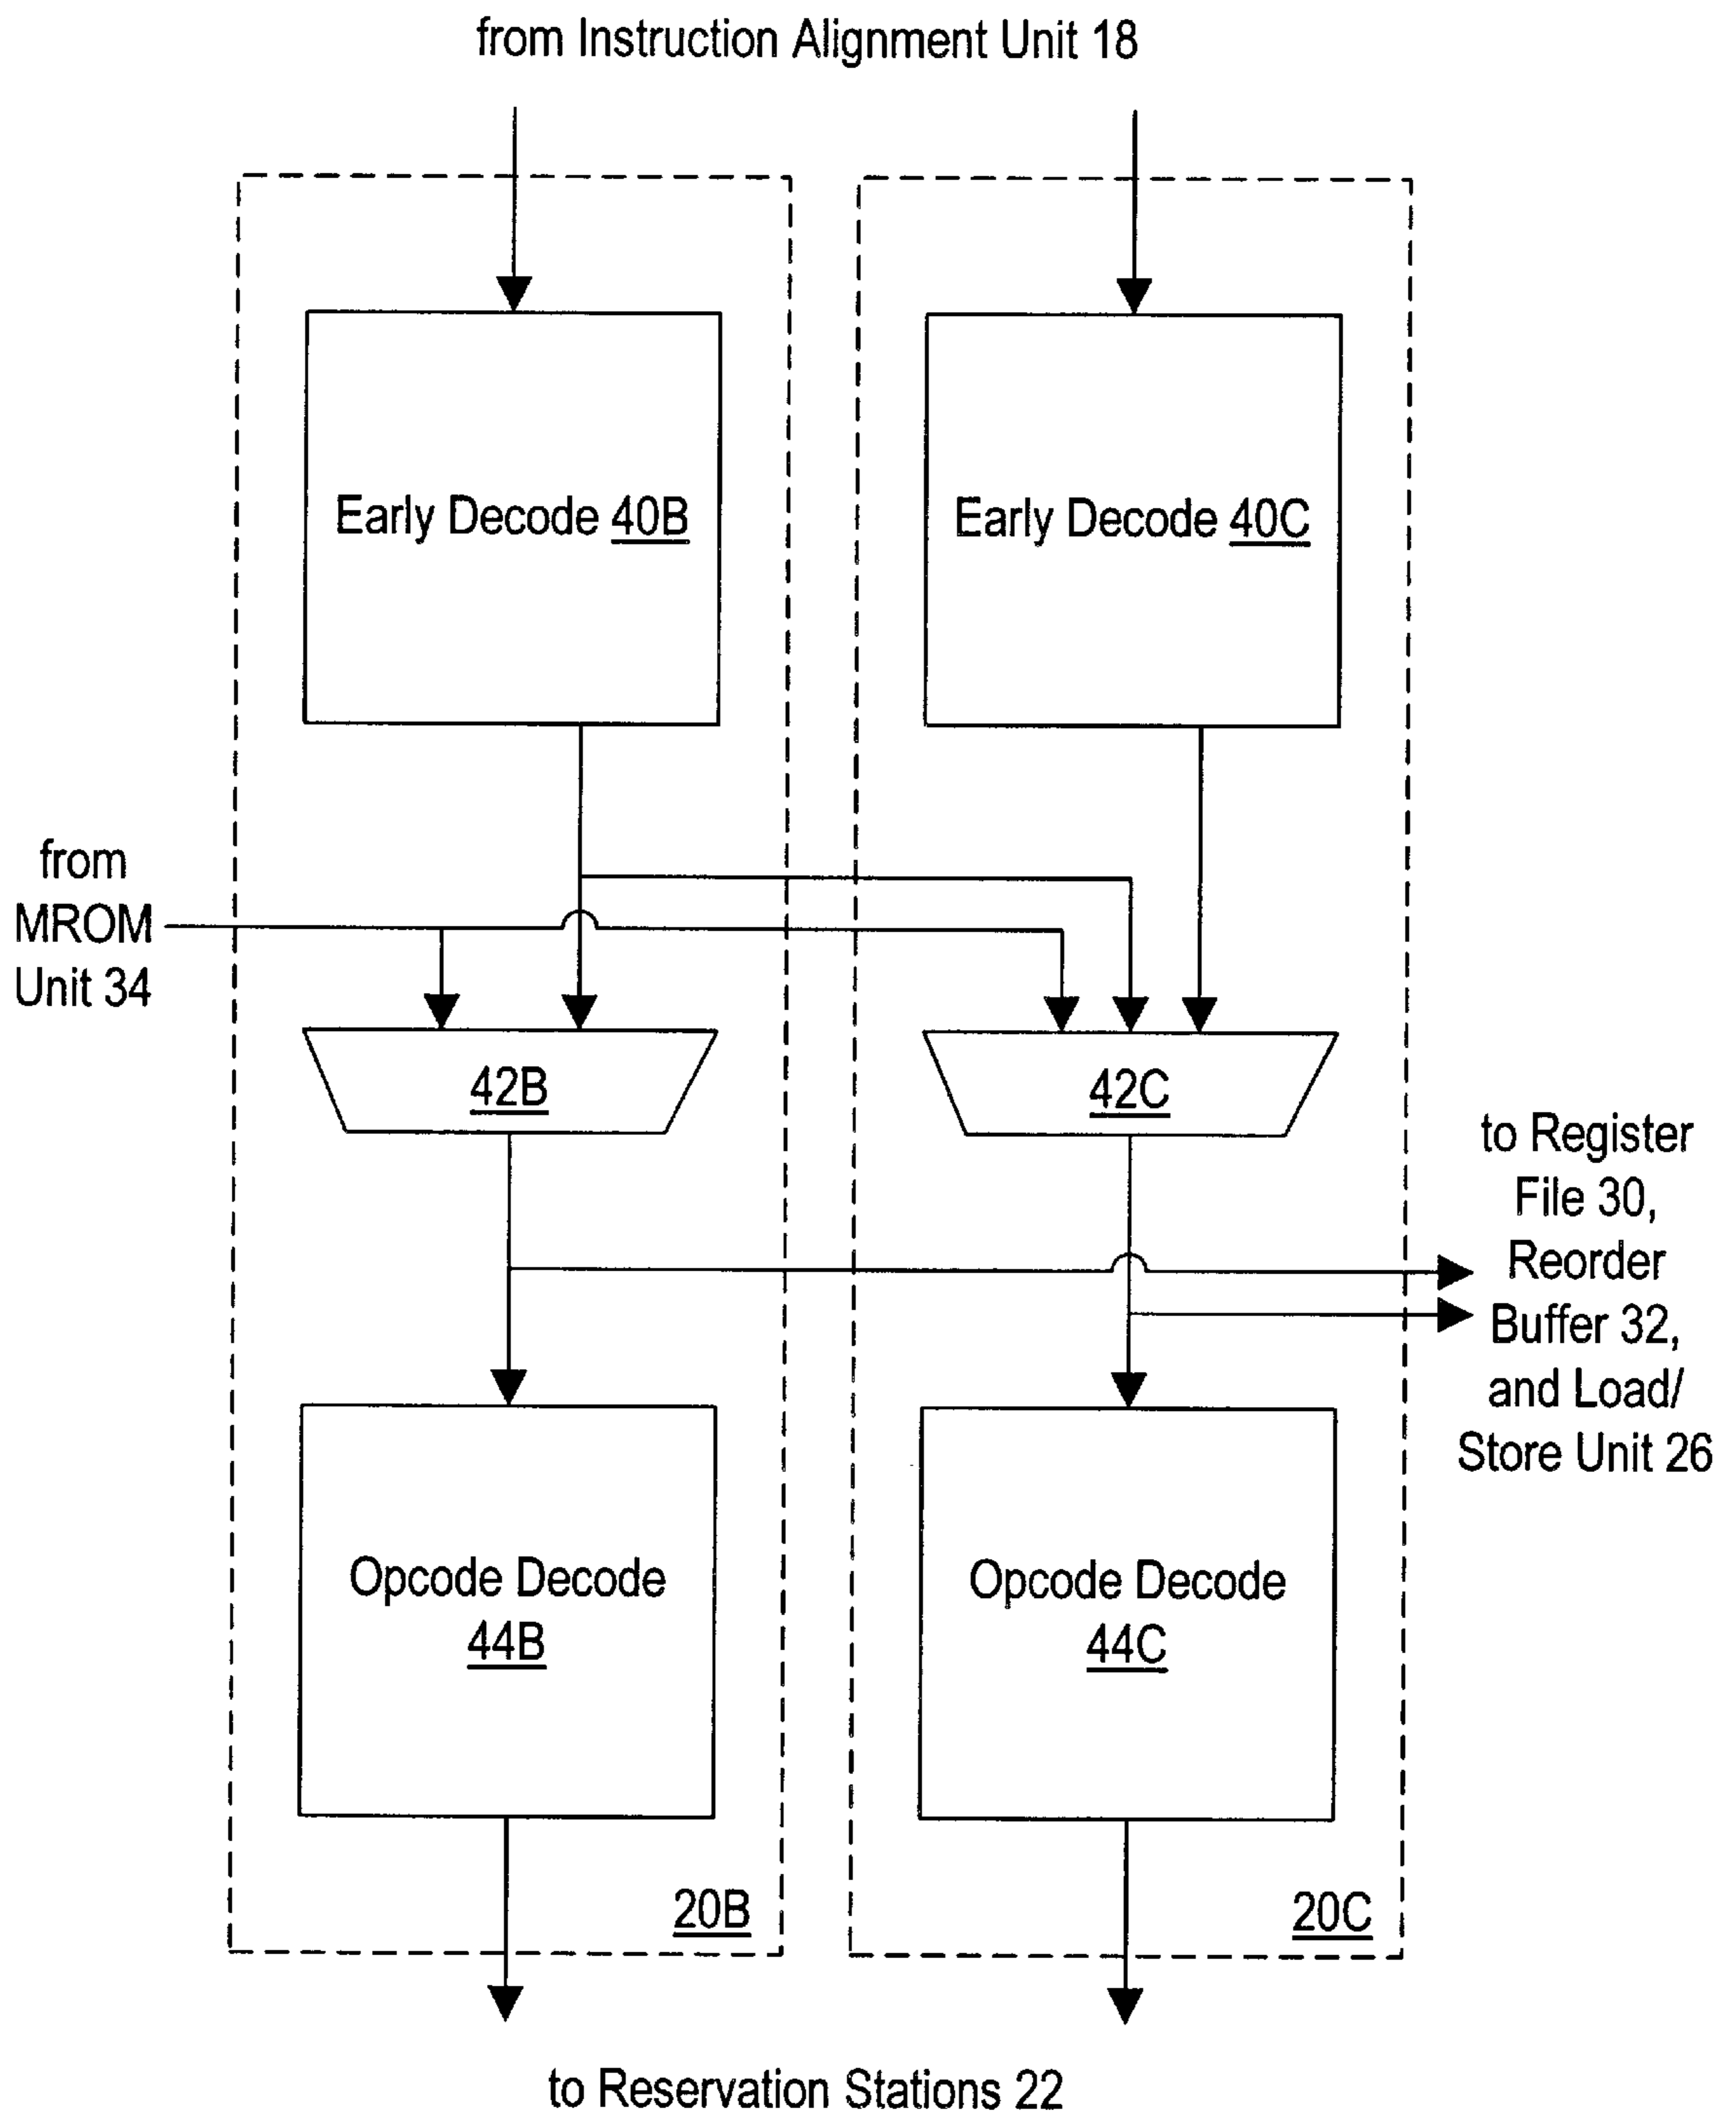 from Instruction Alignment Unit 18
Early Decode 40B
Early Decode 40C
from
MROM
Unit 34
42B
42C
to Register
File 30,
Reorder
Buffer 32,
and Load/
Store Unit 26
Opcode Decode
44B
Opcode Decode
44C
20B
20C
to Reservation Stations 22